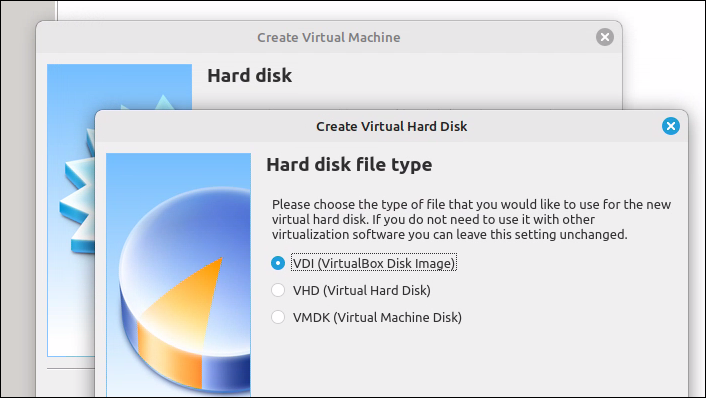 Create Virtual Machine
Hard disk
Create Virtual Hard Disk
Hard disk file type
Please choose the type of file that you would like to use for the new
virtual hard disk. If you do not need to use it with other
virtualization software you can leave this setting unchanged.
VDI (VirtualBox Disk Image)
VHD (Virtual Hard Disk)
VMDK (Virtual Machine Disk)